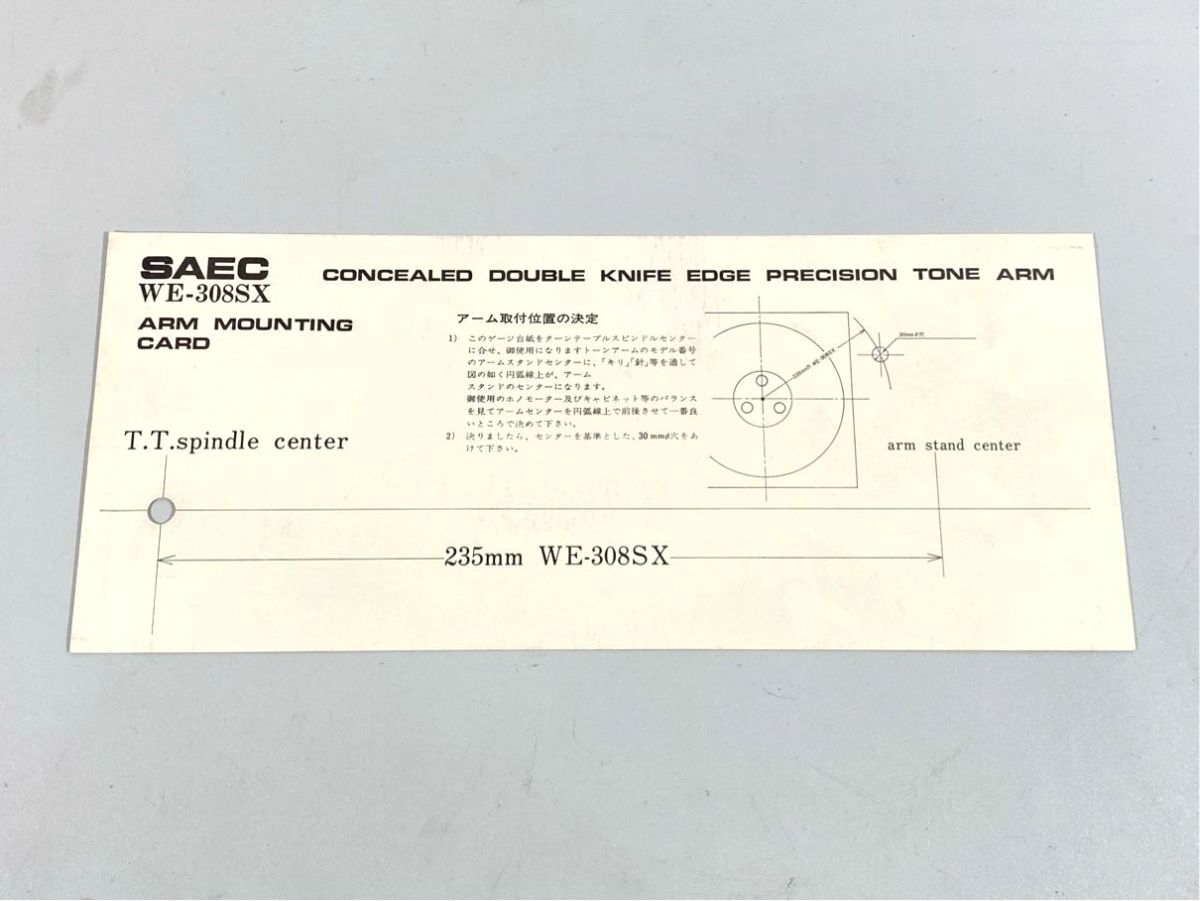 SAEC
WE-308SX
CONCEALED DOUBLE KNIFE EDGE PRECISION TONE ARM
ARM MOUNTING
CARD
アーム取付位置の決定
1) このゲージ台紙をターンテーブルスピンドルセンター
に合せ、御使用になりますトーンアームのモデル番号
のアームスタンドセンターに、「キリ」「針」等を通して
図の如く円弧線上が、アーム
スタンドのセンターになります。
御使用のホノモーター及びキャビネット等のバランス
を見てアームセンターを円弧線上で前後させて一番良
いところで決めて下さい。
2) 決りましたら、センターを基準とした、30mmφ穴をあ
けて下さい。
235mm WE-308SX
30mmφ穴
T.T.spindle center
arm stand center
235mm WE-308SX